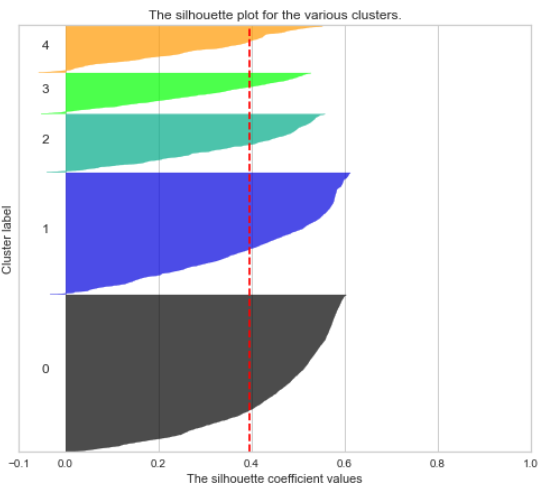 The silhouette plot for the various clusters.
4
3
2
1
0
Cluster label
−0.1 0.0 0.2 0.4 0.6 0.8 1.0
The silhouette coefficient values